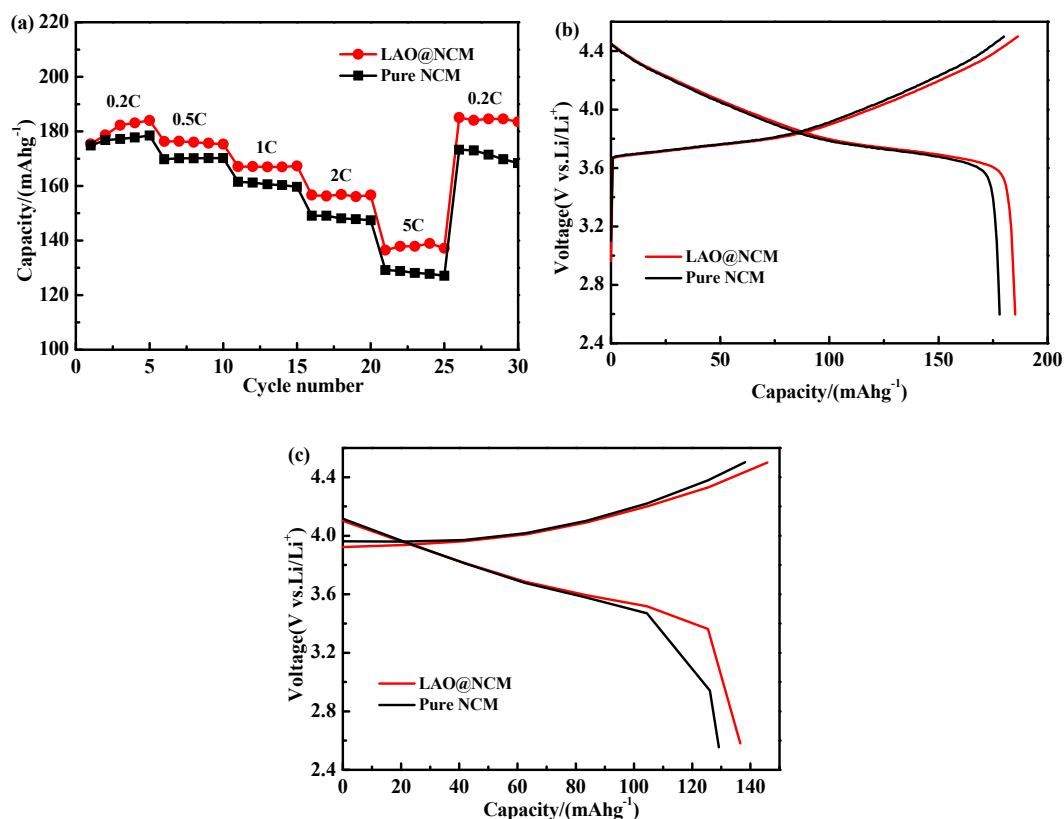 (a)
220
200
180
160
140
120
100
Capacity/(mAhg⁻¹)
LAO@NCM
Pure NCM
0.2C
0.5C
1C
2C
5C
0.2C
0 5 10 15 20 25 30
Cycle number
(b)
4.4
4.0
3.6
3.2
2.8
2.4
Voltage(V vs.Li/Li⁺)
LAO@NCM
Pure NCM
0 50 100 150 200
Capacity/(mAhg⁻¹)
(c)
4.4
4.0
3.6
3.2
2.8
2.4
Voltage(V vs.Li/Li⁺)
LAO@NCM
Pure NCM
0 20 40 60 80 100 120 140
Capacity/(mAhg⁻¹)